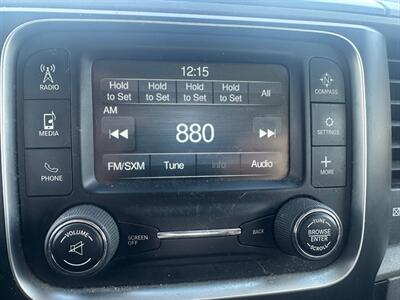 12:15
Hold to Set
Hold to Set
Hold to Set
Hold to Set
All
AM
880
FM/SXM
Tune
Info
Audio
RADIO
MEDIA
PHONE
COMPASS
SETTINGS
MORE
VOLUME
SCREEN OFF
BACK
TUNE
BROWSE
ENTER
SCROLL